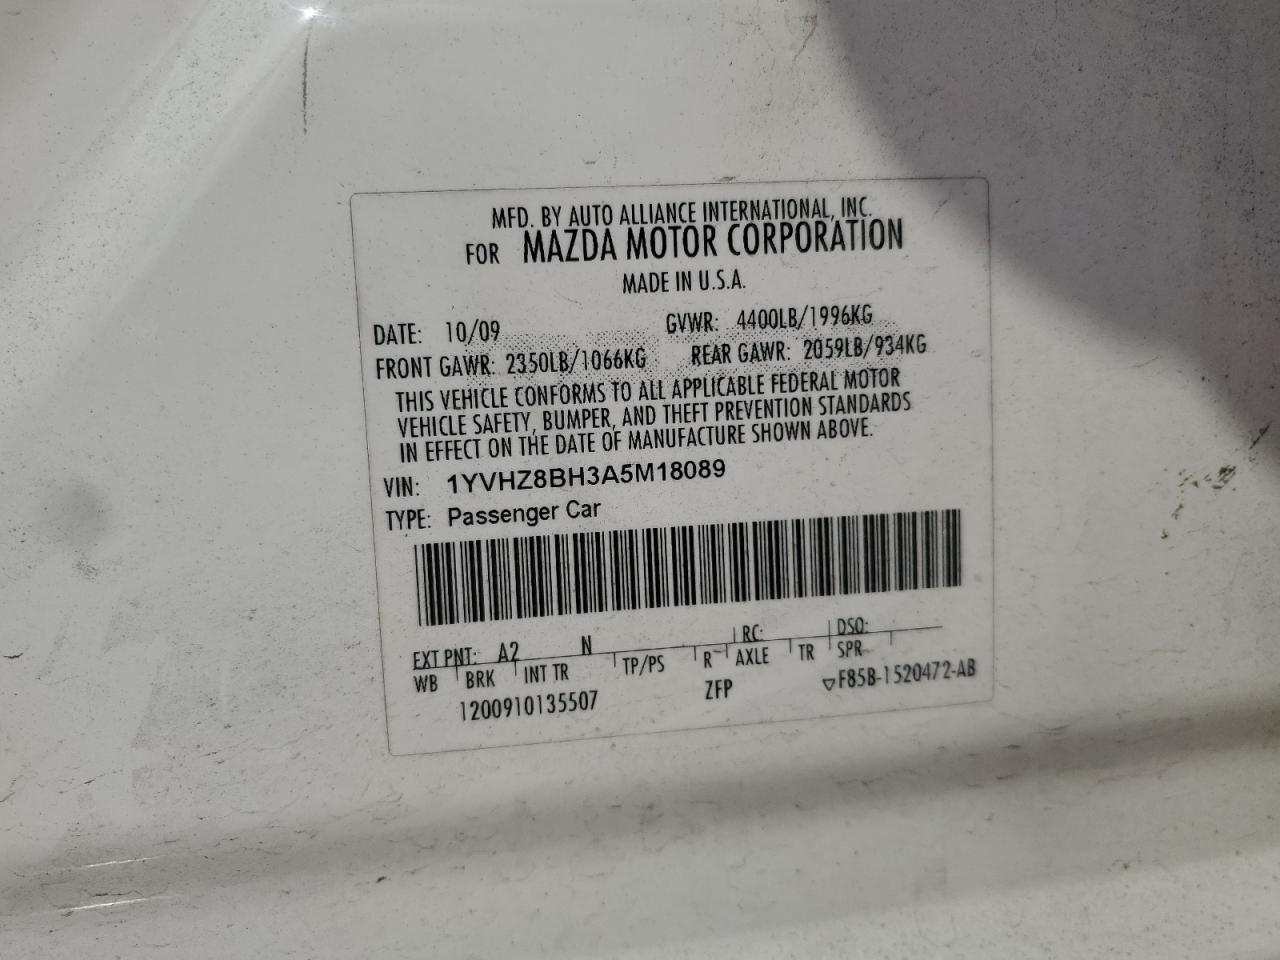 MFD. BY AUTO ALLIANCE INTERNATIONAL, INC.
FOR MAZDA MOTOR CORPORATION
MADE IN U.S.A.
DATE: 10/09 GVWR: 4400LB/1996KG
FRONT GAWR: 2350LB/1066KG REAR GAWR: 2059LB/934KG
THIS VEHICLE CONFORMS TO ALL APPLICABLE FEDERAL MOTOR
VEHICLE SAFETY, BUMPER, AND THEFT PREVENTION STANDARDS
IN EFFECT ON THE DATE OF MANUFACTURE SHOWN ABOVE.
VIN: 1YVHZ8BH3A5M18089
TYPE: Passenger Car
EXT PNT: A2 N RC: DSO:
WB BRK INT TR TP/PS R AXLE TR SPR
1200910135507 ZFP ▽F85B-1520472-AB